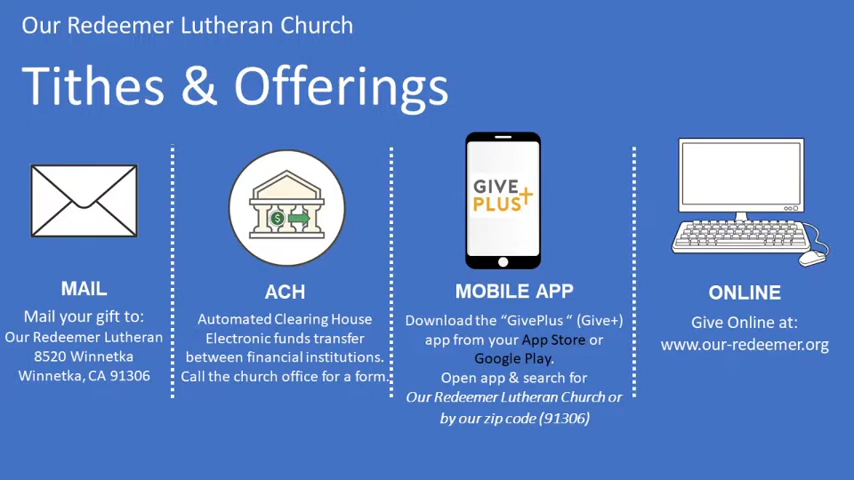 Our Redeemer Lutheran Church
Tithes & Offerings
MAIL
Mail your gift to:
Our Redeemer Lutheran
8520 Winnetka
Winnetka, CA 91306
$
ACH
Automated Clearing House
Electronic funds transfer
between financial institutions.
Call the church office for a form.
GIVE
PLUS+
MOBILE APP
Download the “GivePlus “ (Give+)
app from your App Store or
Google Play.
Open app & search for
Our Redeemer Lutheran Church or
by our zip code (91306)
ONLINE
Give Online at:
www.our-redeemer.org